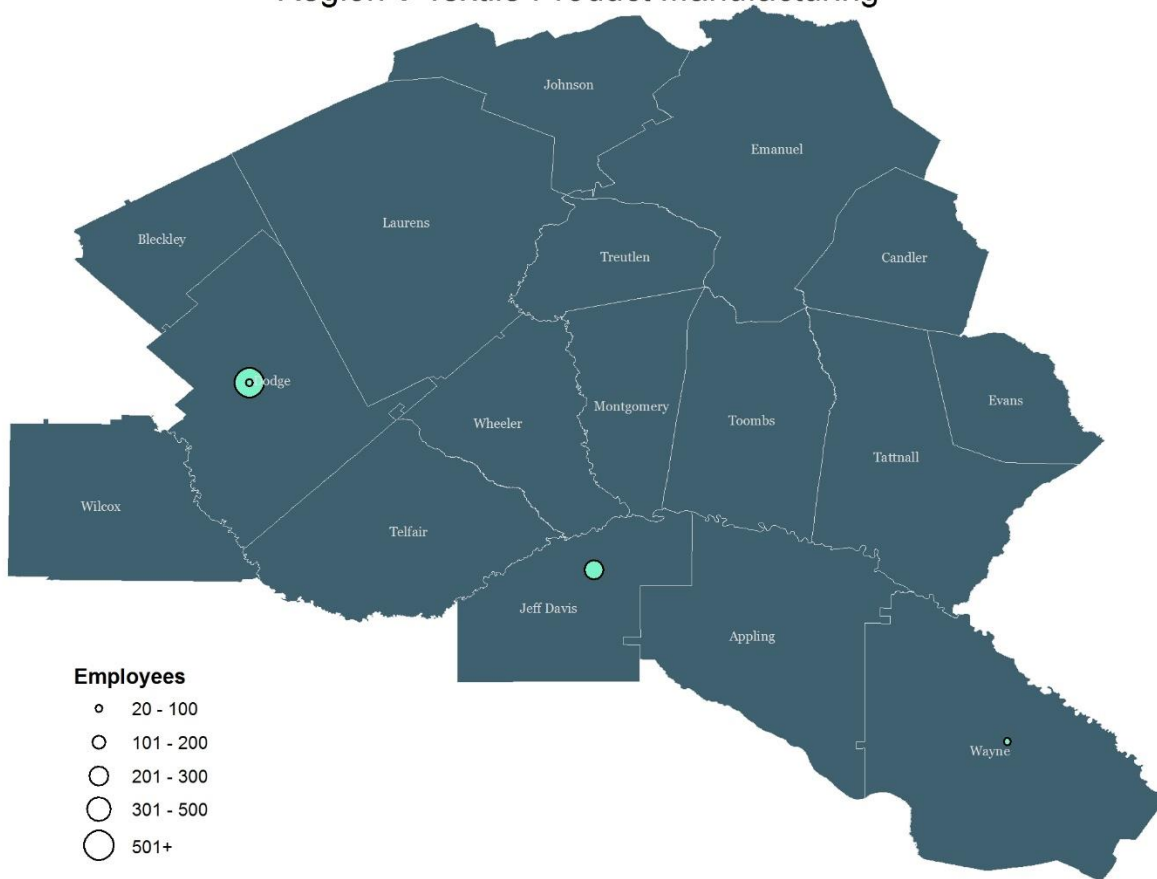 Region Textile Product Manufacturing
Johnson
Emanuel
Laurens
Bleckley
Treutlen
Candler
odge
Evans
Montgomery
Wheeler
Toombs
Tattnall
Wilcox
Telfair
Jeff Davis
Appling
Wayne
Employees
20 - 100
101 - 200
201 - 300
301 - 500
501+